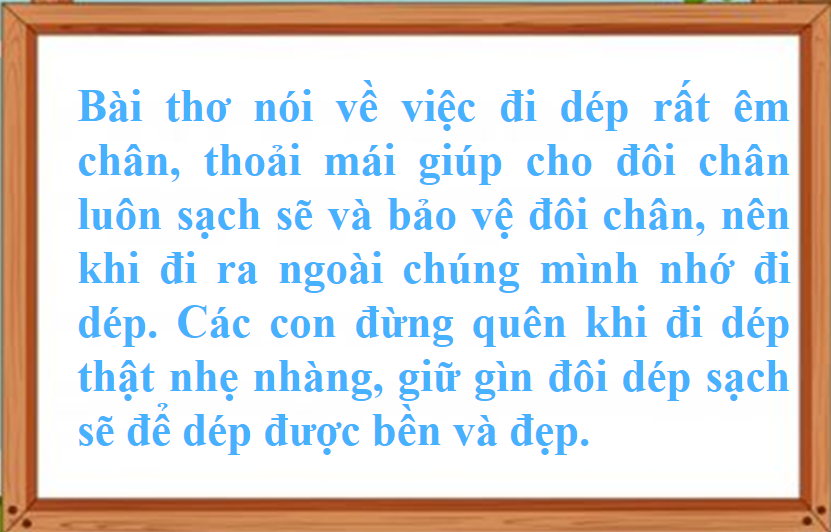 Bài thơ nói về việc đi dép rất êm
chân, thoải mái giúp cho đôi chân
luôn sạch sẽ và bảo vệ đôi chân, nên
khi đi ra ngoài chúng mình nhớ đi
dép. Các con đừng quên khi đi dép
thật nhẹ nhàng, giữ gìn đôi dép sạch
sẽ để dép được bền và đẹp.